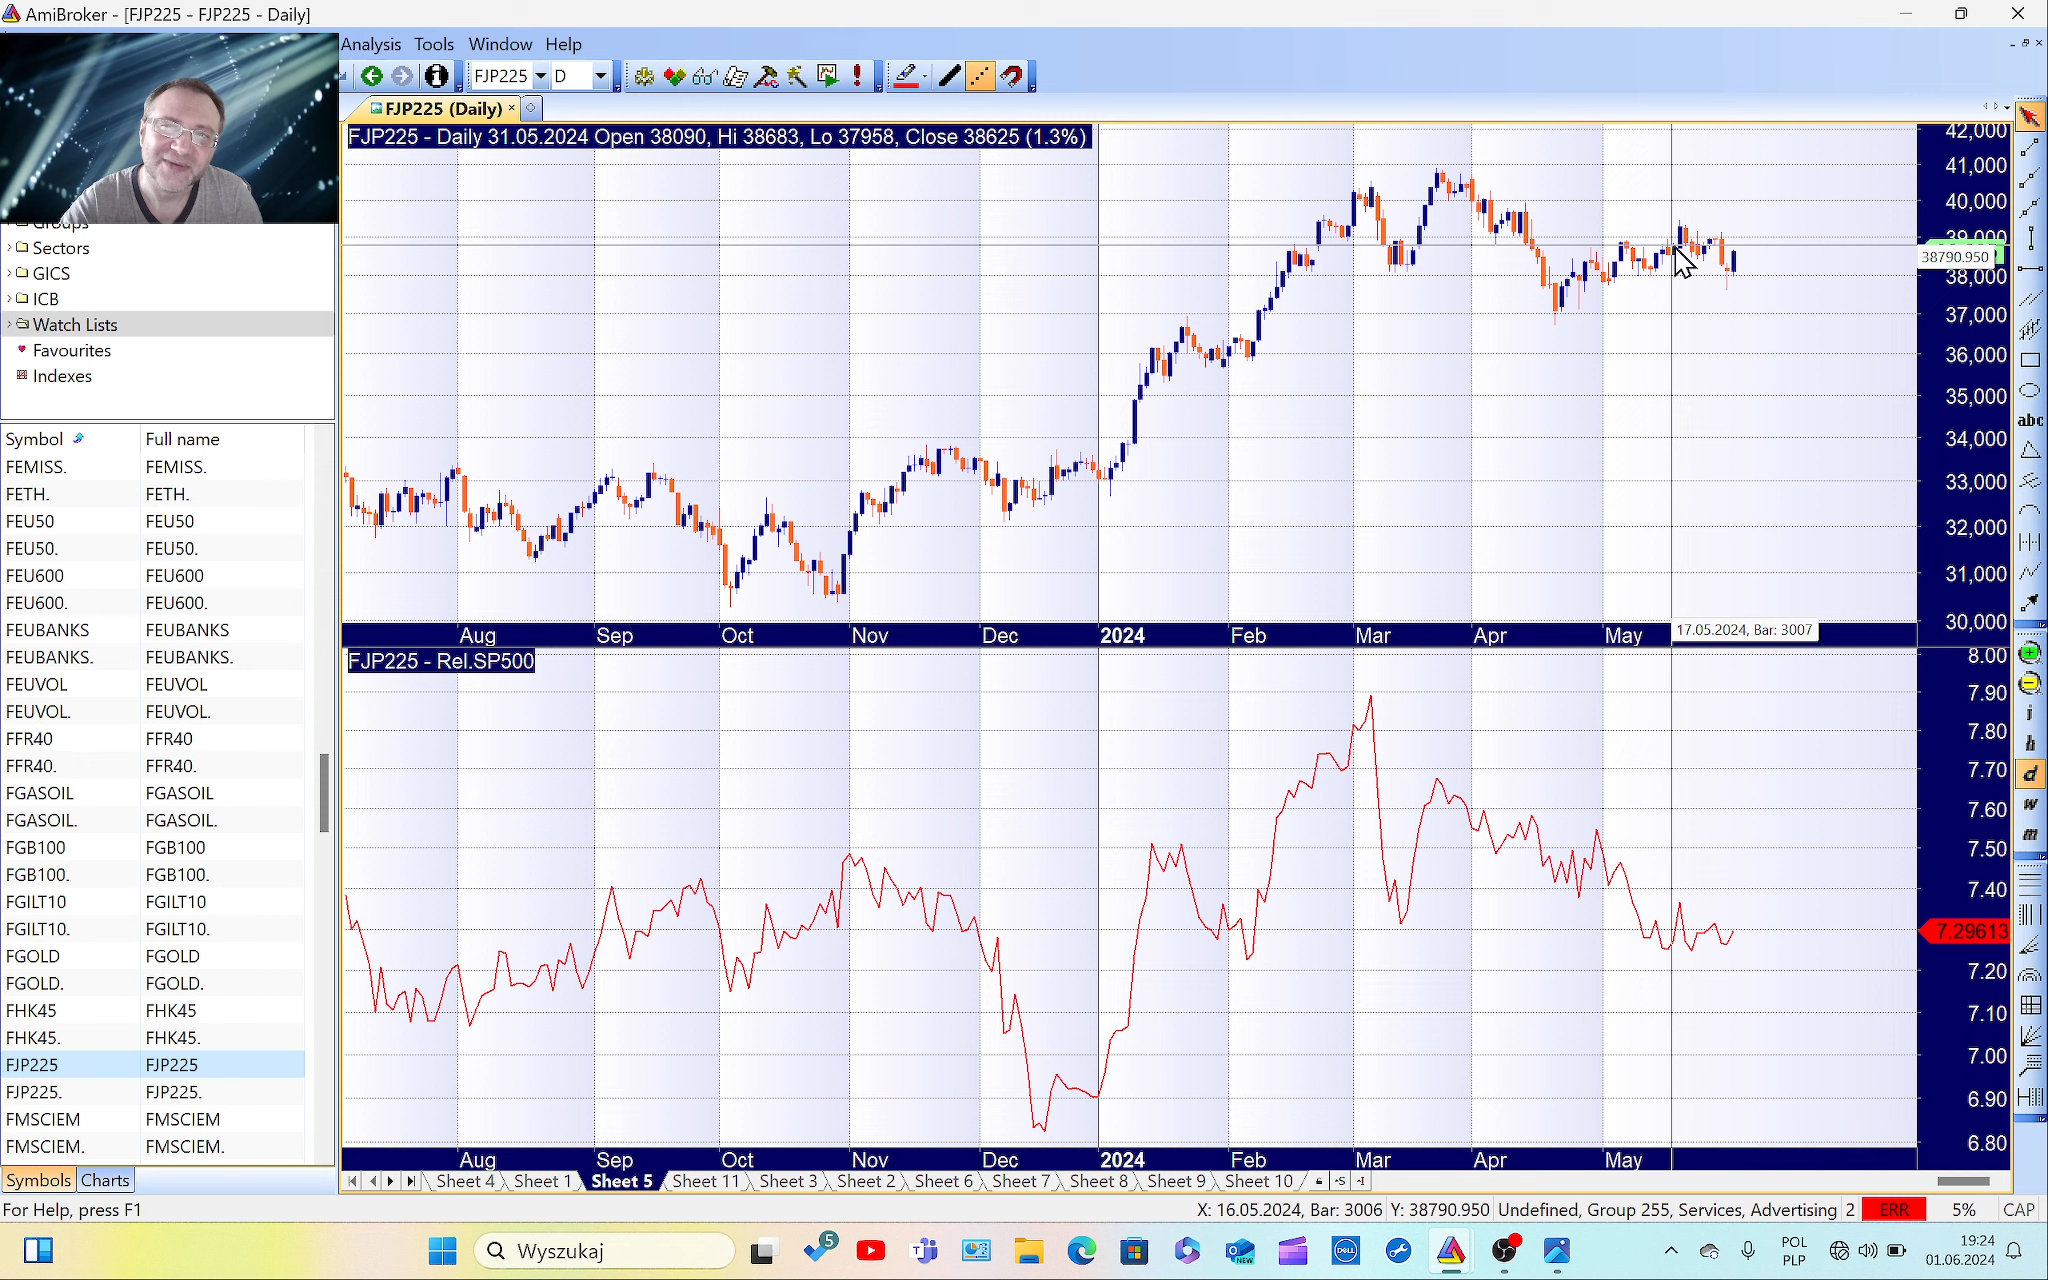 AmiBroker - [FJP225 - FJP225 - Daily]
Analysis Tools Window Help
FJP225 D
FJP225 (Daily)
FJP225 - Daily 31.05.2024 Open 38090, Hi 38683, Lo 37958, Close 38625 (1.3%)
42,000
41,000
40,000
39,000
38790.950
38,000
37,000
36,000
35,000
34,000
33,000
32,000
31,000
30,000
Aug Sep Oct Nov Dec 2024 Feb Mar Apr May
17.05.2024, Bar: 3007
FJP225 - Rel.SP500
8.00
7.90
7.80
7.70
7.60
7.50
7.40
7.29613
7.20
7.10
7.00
6.90
6.80
Aug Sep Oct Nov Dec 2024 Feb Mar Apr May
Groups
Sectors
GICS
ICB
Watch Lists
Favourites
Indexes
Symbol Full name
FEMISS. FEMISS.
FETH. FETH.
FEU50 FEU50
FEU50. FEU50.
FEU600 FEU600
FEU600. FEU600.
FEUBANKS FEUBANKS
FEUBANKS. FEUBANKS.
FEUVOL FEUVOL
FEUVOL. FEUVOL.
FFR40 FFR40
FFR40. FFR40.
FGASOIL FGASOIL
FGASOIL. FGASOIL.
FGB100 FGB100
FGB100. FGB100.
FGILT10 FGILT10
FGILT10. FGILT10.
FGOLD FGOLD
FGOLD. FGOLD.
FHK45 FHK45
FHK45. FHK45.
FJP225 FJP225
FJP225. FJP225.
FMSCIEM FMSCIEM
FMSCIEM. FMSCIEM.
Symbols Charts
Sheet 4 Sheet 1 Sheet 5 Sheet 11 Sheet 3 Sheet 2 Sheet 6 Sheet 7 Sheet 8 Sheet 9 Sheet 10
abc
i
h
d
w
m
For Help, press F1
X: 16.05.2024, Bar: 3006 Y: 38790.950 Undefined, Group 255, Services, Advertising 2 ERR 5% CAP
Wyszukaj
5
NEW
DELL
POL
PLP
19:24
01.06.2024